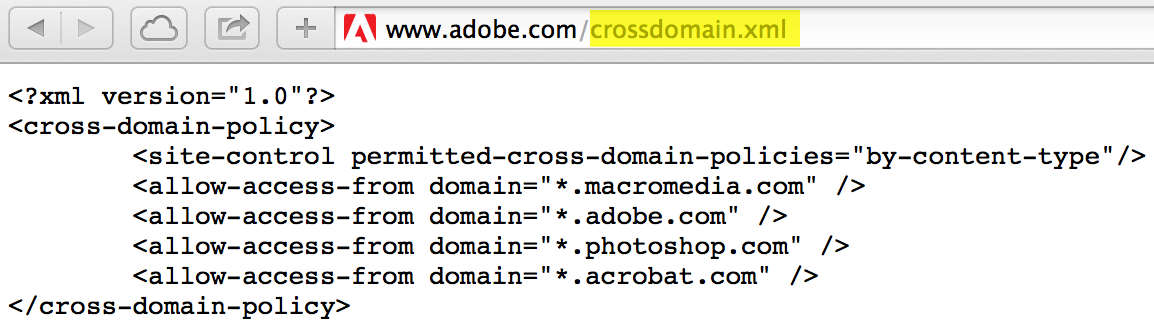 www.adobe.com/crossdomain.xml
<?xml version="1.0"?>
<cross-domain-policy>
        <site-control permitted-cross-domain-policies="by-content-type"/>
        <allow-access-from domain="*.macromedia.com" />
        <allow-access-from domain="*.adobe.com" />
        <allow-access-from domain="*.photoshop.com" />
        <allow-access-from domain="*.acrobat.com" />
</cross-domain-policy>